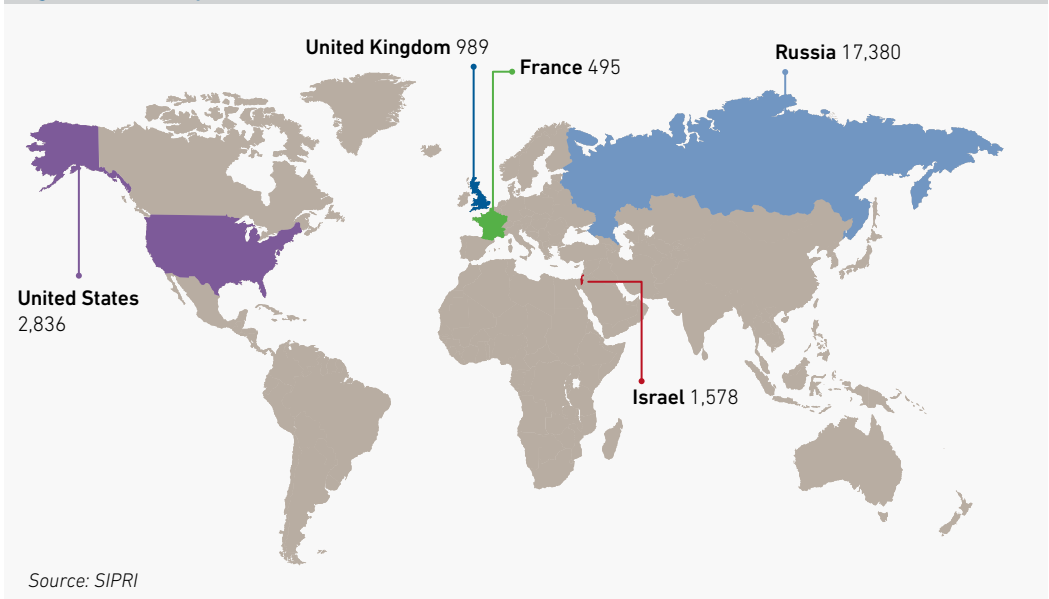 United Kingdom 989
France 495
Russia 17,380
United States
2,836
Israel 1,578
Source: SIPRI